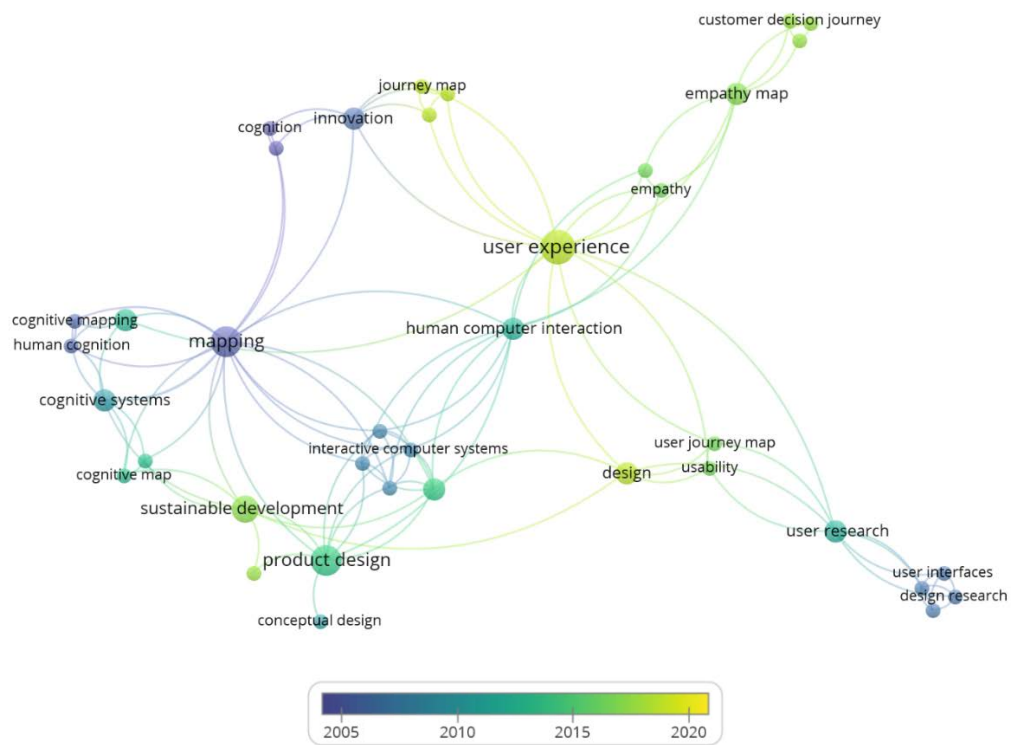 customer decision journey
journey map
empathy map
innovation
cognition
empathy
user experience
cognitive mapping
human computer interaction
mapping
human cognition
cognitive systems
user journey map
interactive computer systems
usability
design
cognitive map
sustainable development
user research
product design
user interfaces
design research
conceptual design
2005 2010 2015 2020